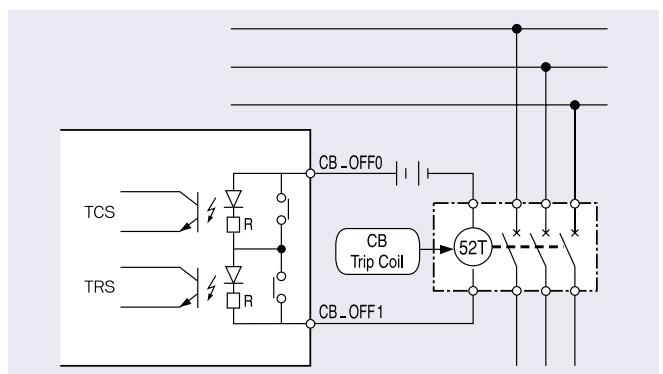 CB_OFF0
TCS
R
CB
Trip Coil
52T
TRS
R
CB_OFF1